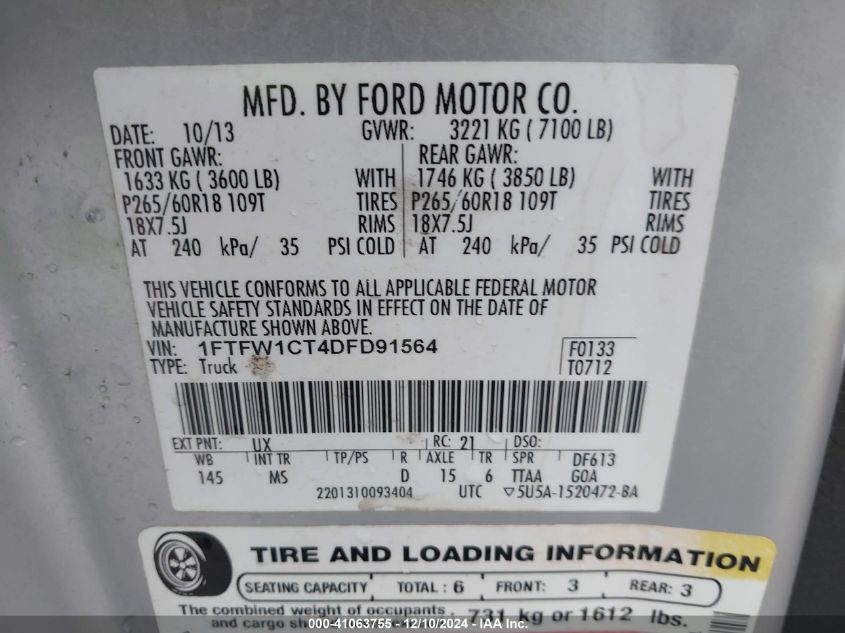 MFD. BY FORD MOTOR CO.
DATE: 10/13 GVWR: 3221 KG ( 7100 LB)
FRONT GAWR: REAR GAWR:
1633 KG ( 3600 LB) WITH 1746 KG ( 3850 LB) WITH
P265/60R18 109T TIRES P265/60R18 109T TIRES
18X7.5J RIMS 18X7.5J RIMS
AT 240 kPa/ 35 PSI COLD AT 240 kPa/ 35 PSI COLD
THIS VEHICLE CONFORMS TO ALL APPLICABLE FEDERAL MOTOR
VEHICLE SAFETY STANDARDS IN EFFECT ON THE DATE OF
MANUFACTURE SHOWN ABOVE.
VIN: 1FTFW1CT4DFD91564 F0133
TYPE: Truck T0712
EXT PNT: UX RC: 21 DSO:
WB INT TR TP/PS R AXLE TR SPR DF613
145 MS D 15 6 TTAA GOA
2201310093404 UTC ▽5U5A-1520472-BA
TIRE AND LOADING INFORMATION
SEATING CAPACITY TOTAL : 6 FRONT: 3 REAR: 3
The combined weight of occupants 731 kg or 1612 lbs.
and cargo
000-41063755 - 12/10/2024 - IAA Inc.